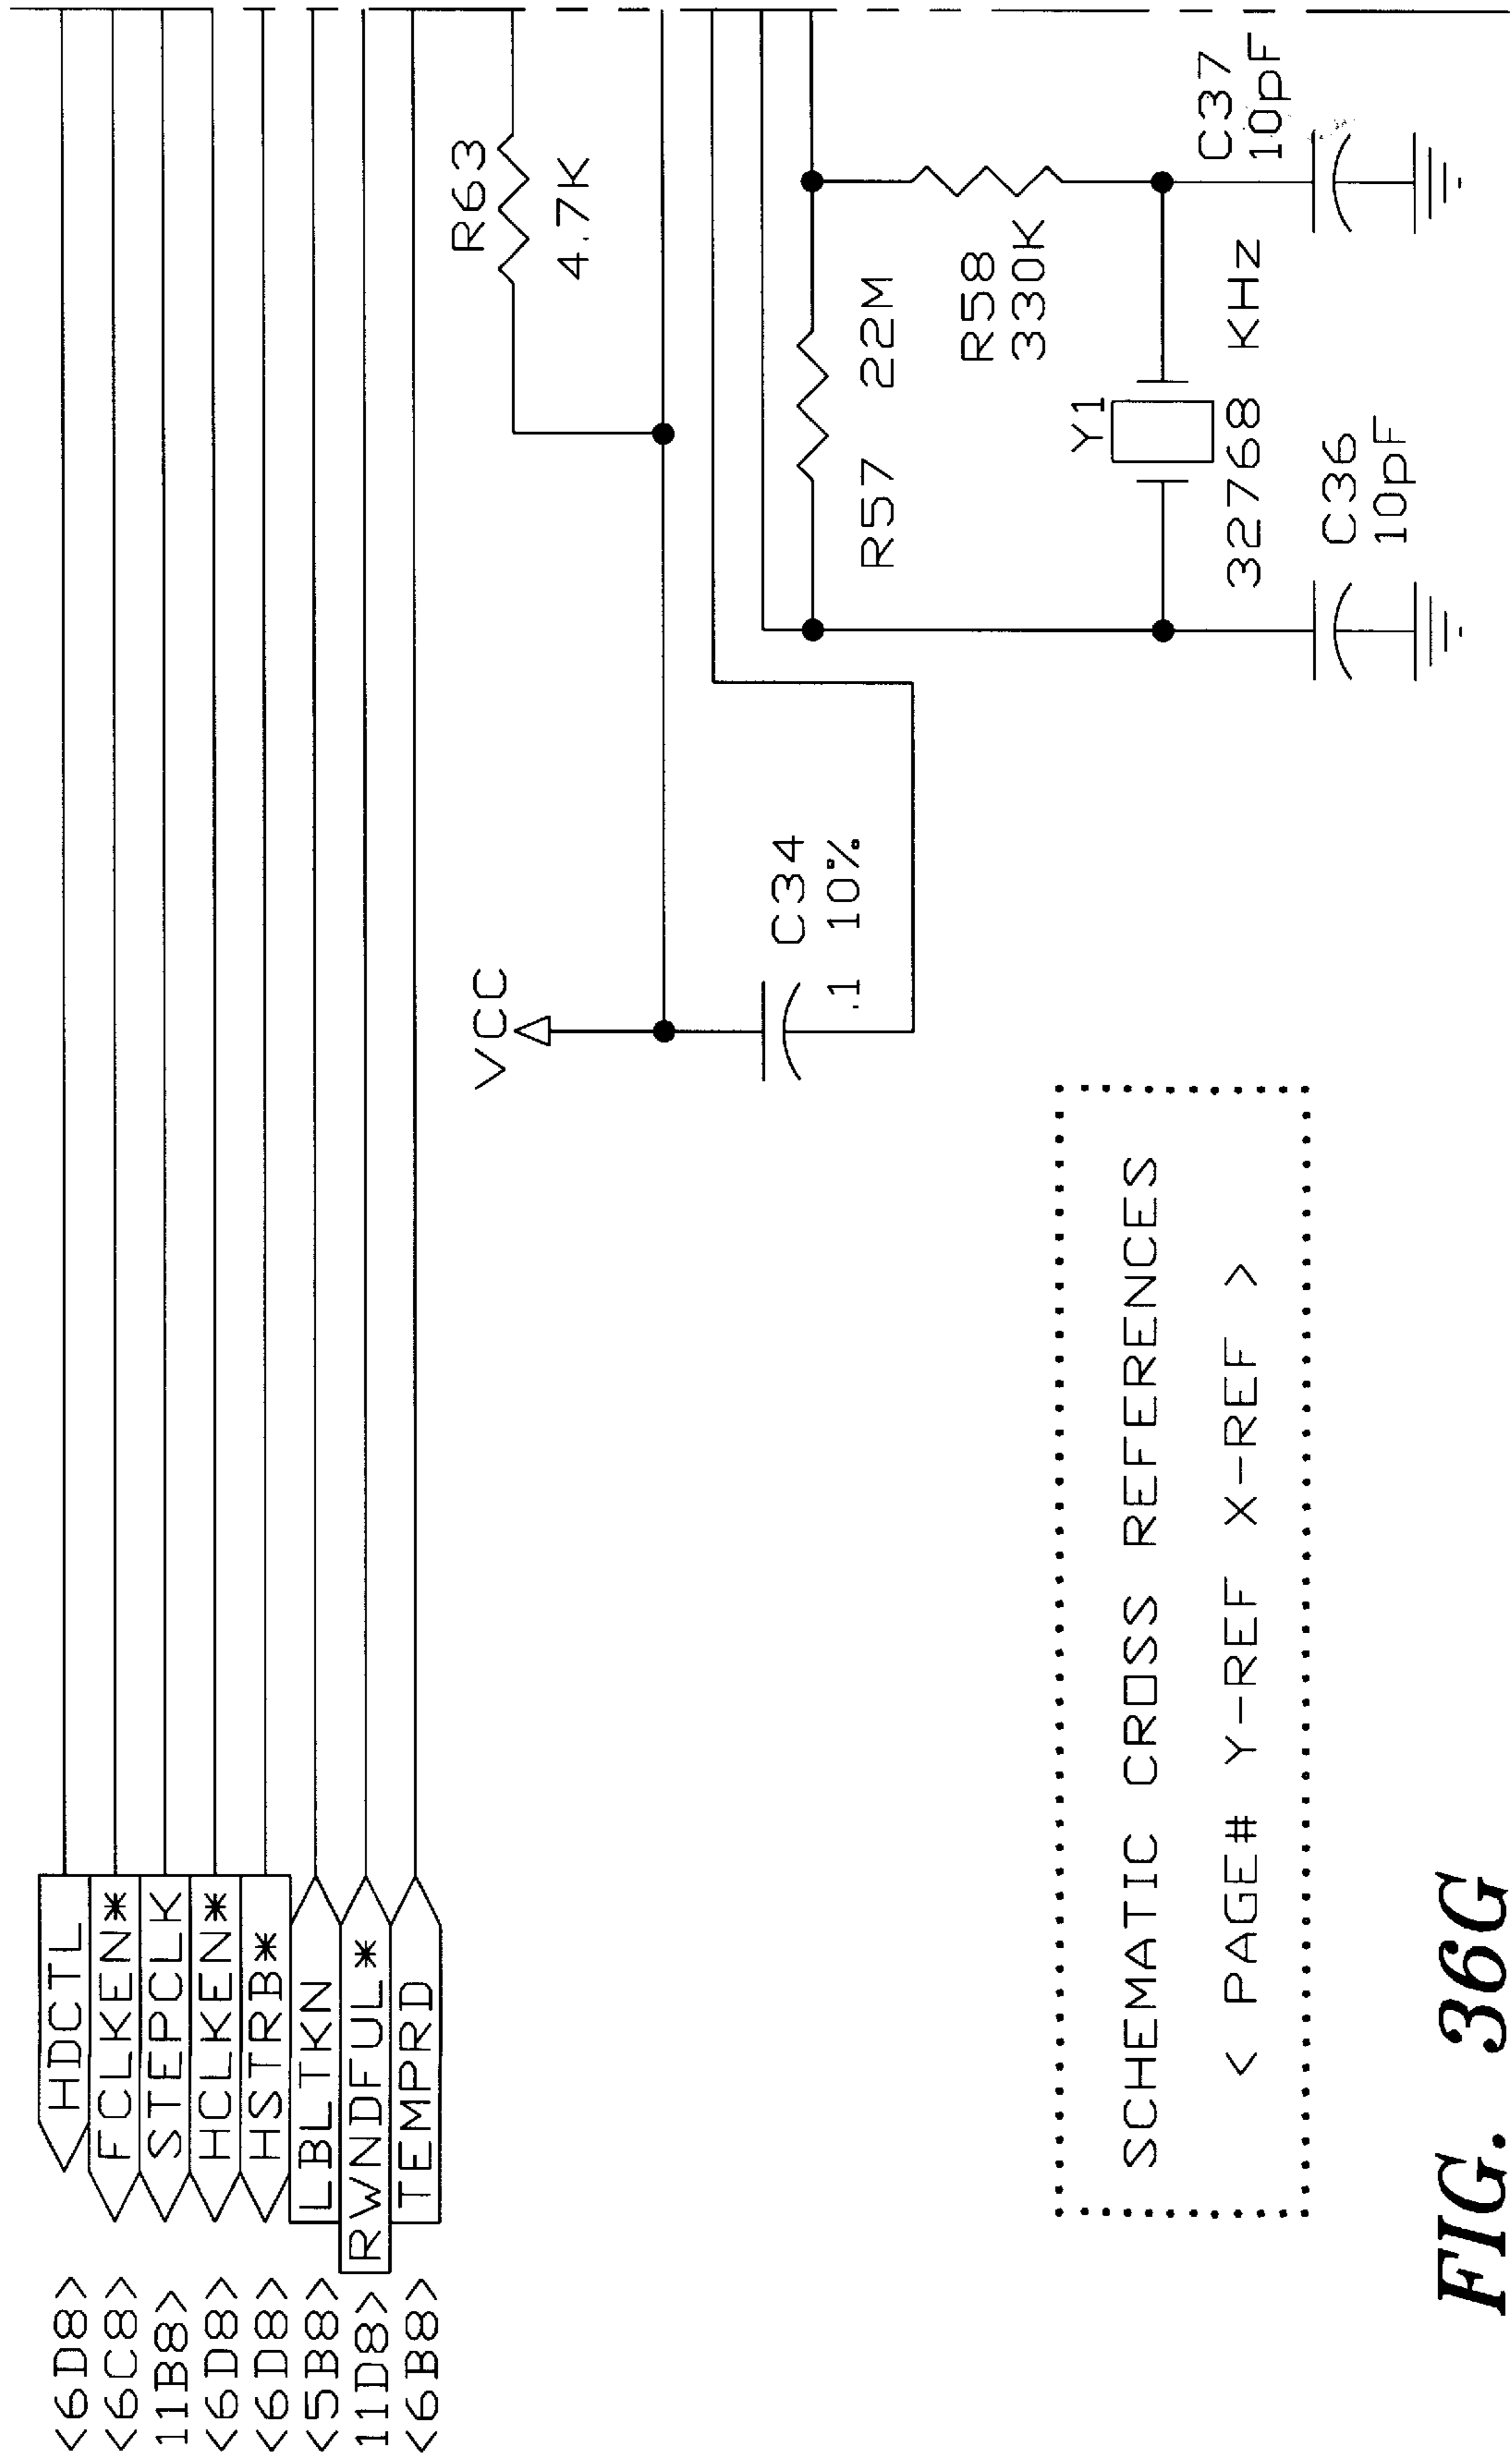 <6D8> HDCTL
<6C8> FCLKEN*
11B8> STEPCLK
<6D8> HCLKEN*
<6D8> HSTRB*
<5B8> LBLTKN
11D8> RWNDFUL*
<6B8> TEMPRD
R63
4.7K
VCC
C34
.1 10%
R57 22M
R58
330K
Y1
32768 KHz
C37
10pF
C36
10pF
SCHEMATIC CROSS REFERENCES
< PAGE# Y-REF X-REF >
FIG. 36G